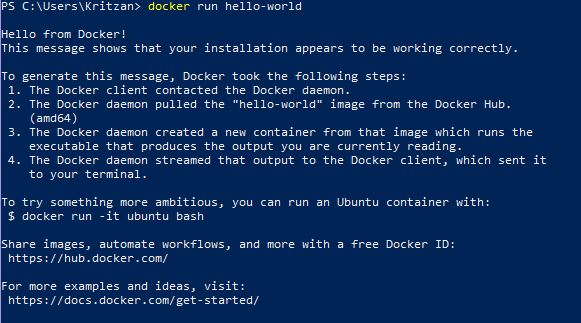 PS C:\Users\Kritzan> docker run hello-world
Hello from Docker!
This message shows that your installation appears to be working correctly.
To generate this message, Docker took the following steps:
1. The Docker client contacted the Docker daemon.
2. The Docker daemon pulled the "hello-world" image from the Docker Hub.
(amd64)
3. The Docker daemon created a new container from that image which runs the
executable that produces the output you are currently reading.
4. The Docker daemon streamed that output to the Docker client, which sent it
to your terminal.
To try something more ambitious, you can run an Ubuntu container with:
$ docker run -it ubuntu bash
Share images, automate workflows, and more with a free Docker ID:
https://hub.docker.com/
For more examples and ideas, visit:
https://docs.docker.com/get-started/